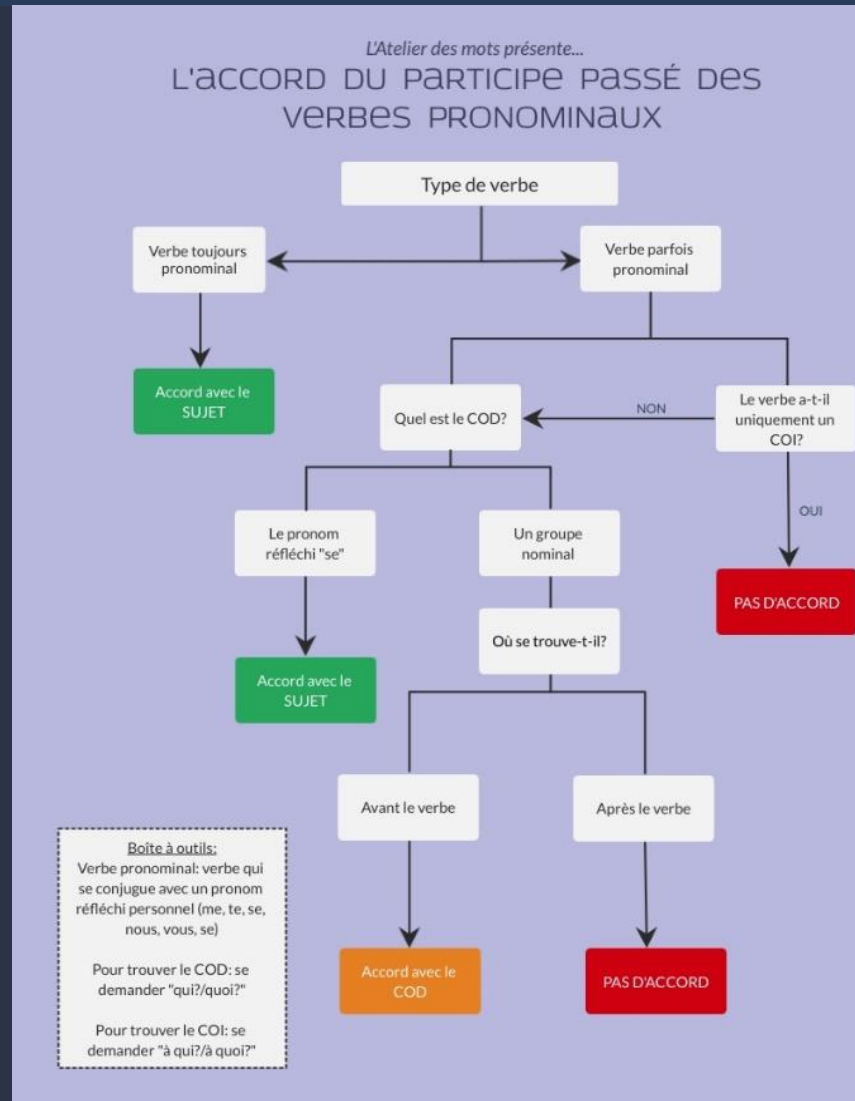 L'Atelier des mots présente...
L'ACCORD DU PARTICIPE PASSÉ DES
VERBES PRONOMINAUX
Type de verbe
Verbe toujours
pronominal
Verbe parfois
pronominal
Accord avec le
SUJET
Quel est le COD?
NON
Le verbe a-t-il
uniquement un
COI?
OUI
Le pronom
réfléchi "se"
Un groupe
nominal
PAS D'ACCORD
Où se trouve-t-il?
Accord avec le
SUJET
Avant le verbe
Après le verbe
Boîte à outils:
Verbe pronominal: verbe qui
se conjugue avec un pronom
réfléchi personnel (me, te, se,
nous, vous, se)
Pour trouver le COD: se
demander "qui?/quoi?"
Pour trouver le COI: se
demander "à qui?/à quoi?"
Accord avec le
COD
PAS D'ACCORD